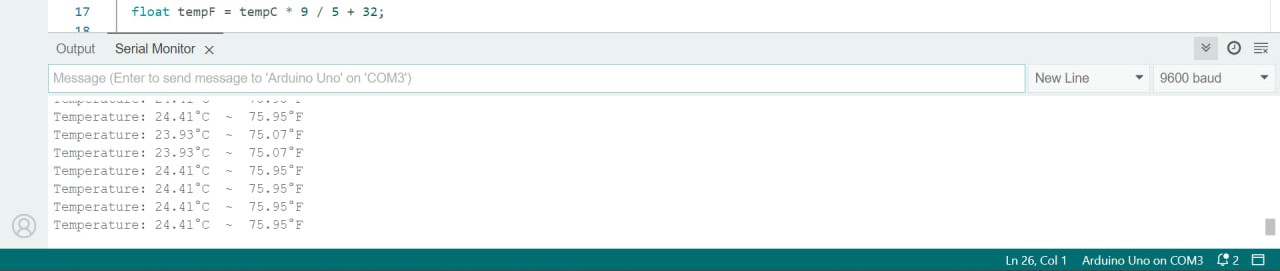 17 float tempF = tempC * 9 / 5 + 32;
18
Output Serial Monitor ×
Message (Enter to send message to 'Arduino Uno' on 'COM3') New Line 9600 baud
Temperature: 24.41°C ~ 75.95°F
Temperature: 23.93°C ~ 75.07°F
Temperature: 23.93°C ~ 75.07°F
Temperature: 24.41°C ~ 75.95°F
Temperature: 24.41°C ~ 75.95°F
Temperature: 24.41°C ~ 75.95°F
Temperature: 24.41°C ~ 75.95°F
Ln 26, Col 1 Arduino Uno on COM3 2